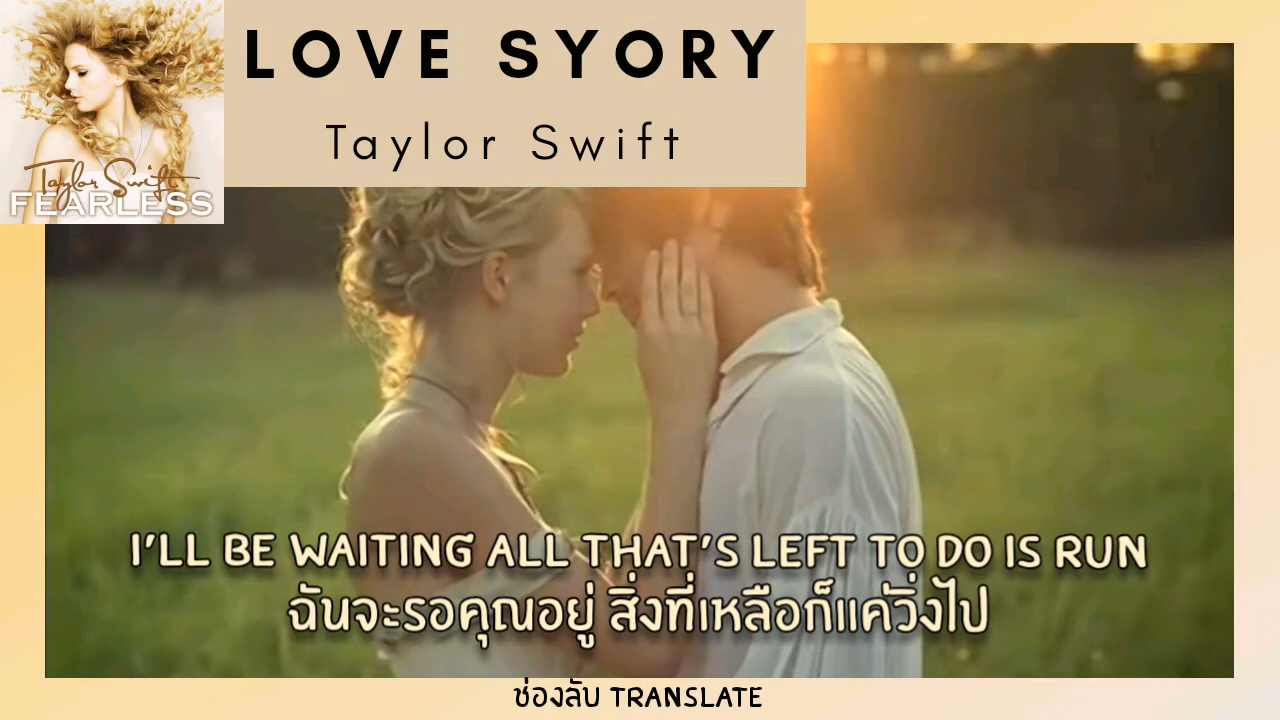 LOVE SYORY
Taylor Swift
Taylor Swift
FEARLESS
I'LL BE WAITING ALL THAT'S LEFT TO DO IS RUN
ฉันจะรอคุณอยู่ สิ่งที่เหลือก็แค่วิ่งไป
ช่องลับ TRANSLATE